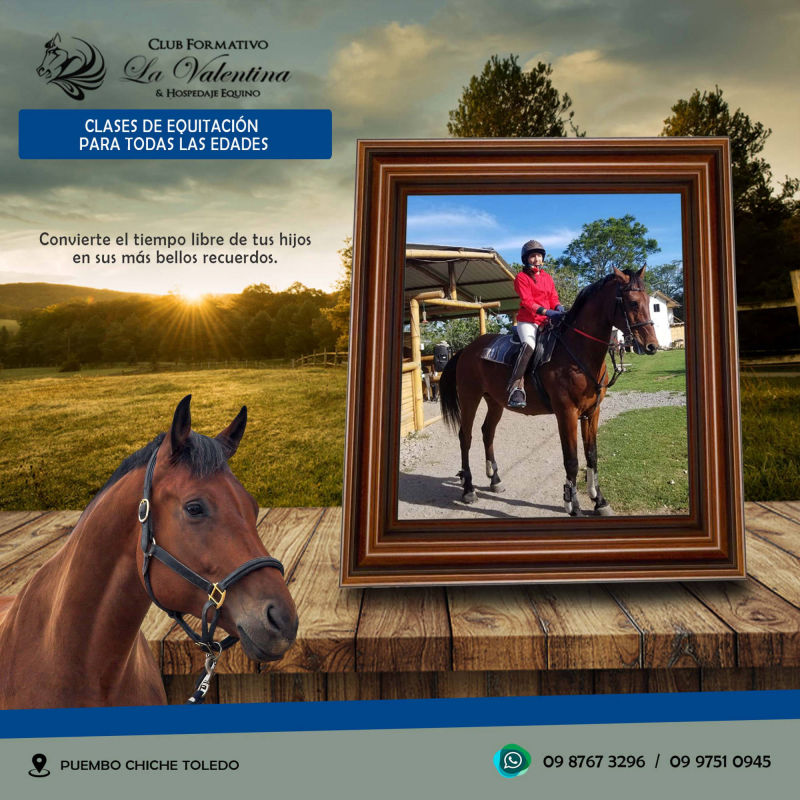 CLUB FORMATIVO
La Valentina
& HOSPEDAJE EQUINO
CLASES DE EQUITACIÓN
PARA TODAS LAS EDADES
Convierte el tiempo libre de tus hijos
en sus más bellos recuerdos.
PUEMBO CHICHE TOLEDO
09 8767 3296 / 09 9751 0945